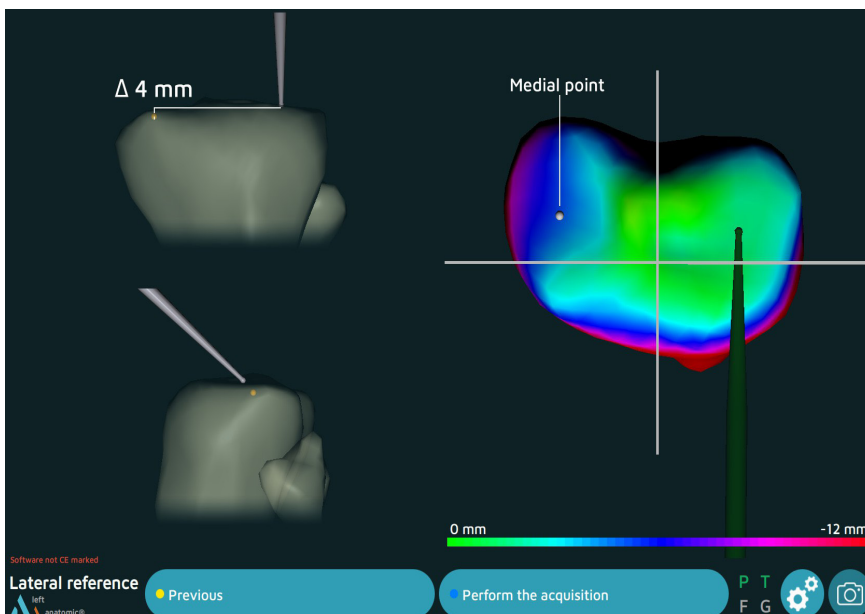 Δ 4 mm
Medial point
0 mm
-12 mm
Software not CE marked
Lateral reference
left
anatomic®
Previous
Perform the acquisition
P T
F G